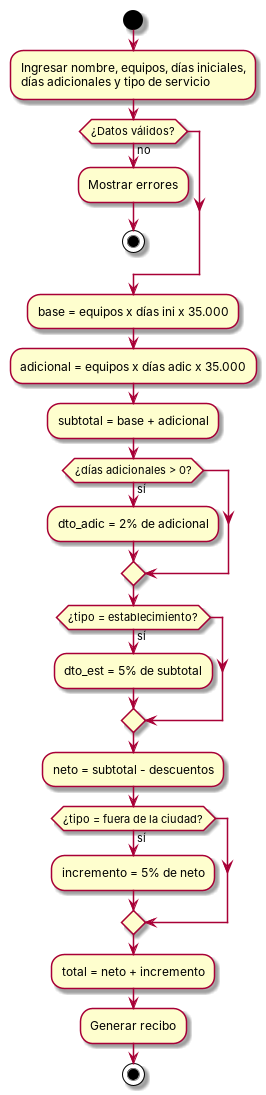 Ingresar nombre, equipos, días iniciales,
días adicionales y tipo de servicio
¿Datos válidos?
no
Mostrar errores
base = equipos x días ini x 35.000
adicional = equipos x días adic x 35.000
subtotal = base + adicional
¿días adicionales > 0?
sí
dto_adic = 2% de adicional
¿tipo = establecimiento?
sí
dto_est = 5% de subtotal
neto = subtotal - descuentos
¿tipo = fuera de la ciudad?
sí
incremento = 5% de neto
total = neto + incremento
Generar recibo